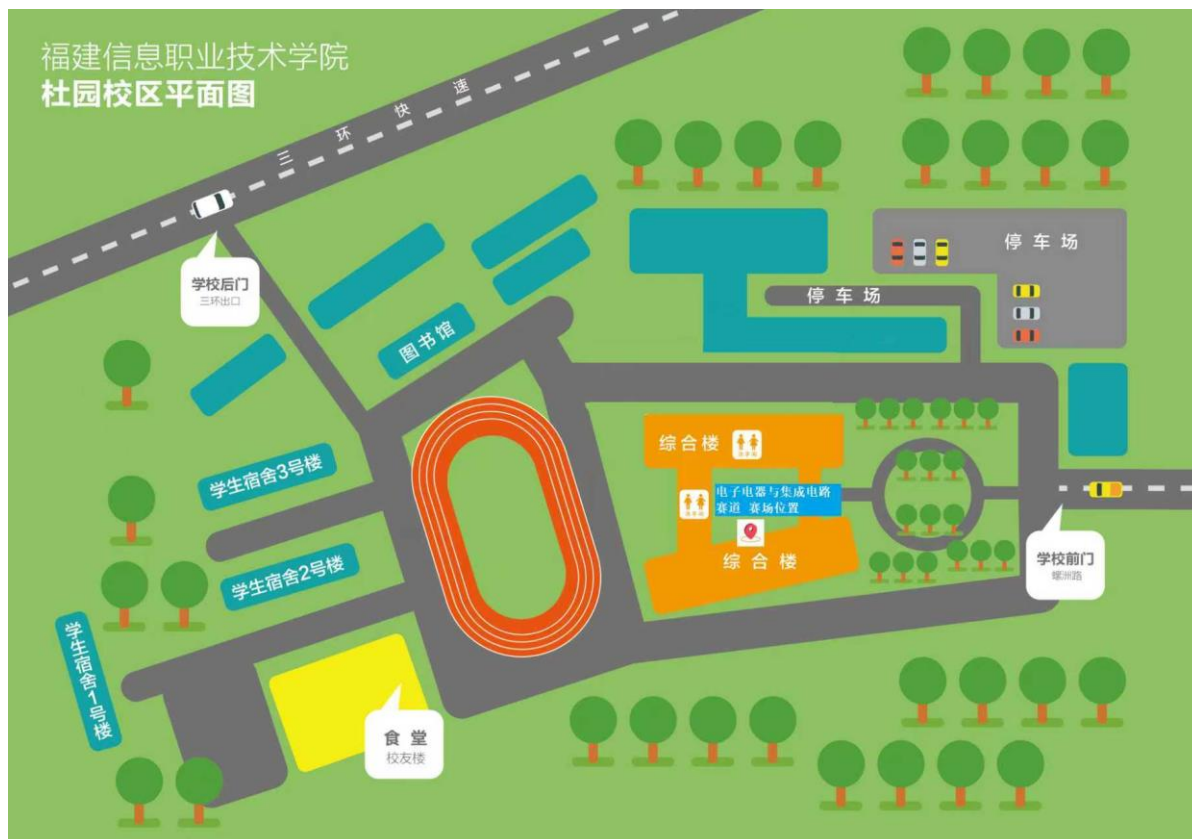 福建信息职业技术学院
杜园校区平面图
三环快速
学校后门
三环出口
图书馆
停车场
停车场
学生宿舍3号楼
学生宿舍2号楼
学生宿舍1号楼
综合楼
电子电器与集成电路
赛道 赛场位置
综合楼
学校前门
螺洲路
食堂
校友楼